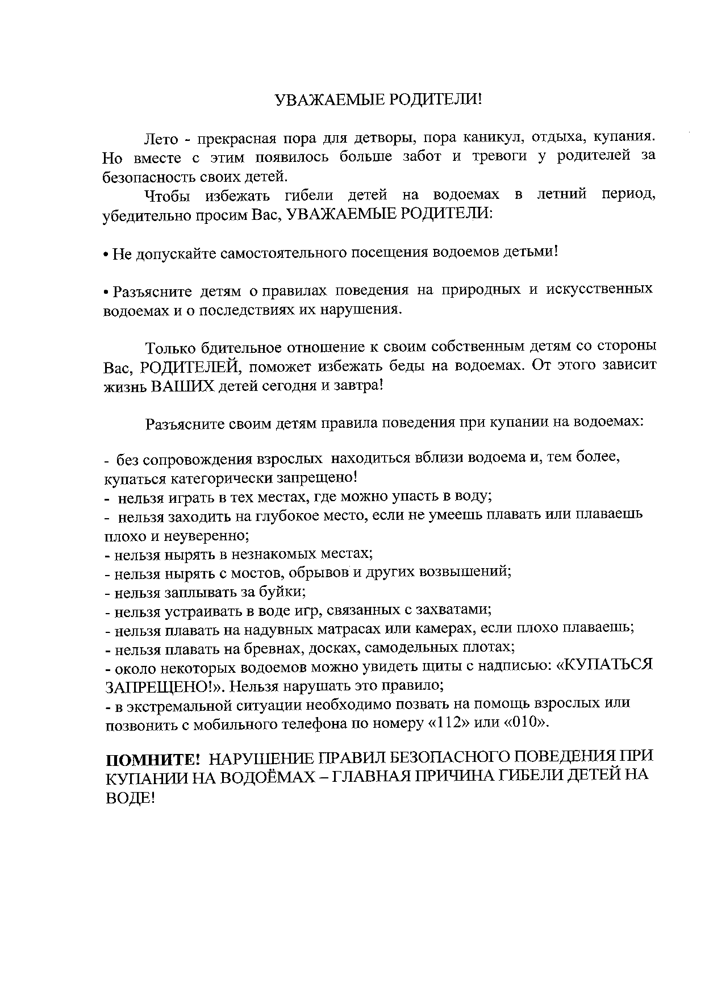 УВАЖАЕМЫЕ РОДИТЕЛИ!
Лето - прекрасная пора для детворы, пора каникул, отдыха, купания.
Но вместе с этим появилось больше забот и тревоги у родителей за
безопасность своих детей.
Чтобы избежать гибели детей на водоемах в летний период,
убедительно просим Вас, УВАЖАЕМЫЕ РОДИТЕЛИ:
• Не допускайте самостоятельного посещения водоемов детьми!
• Разъясните детям о правилах поведения на природных и искусственных
водоемах и о последствиях их нарушения.
Только бдительное отношение к своим собственным детям со стороны
Вас, РОДИТЕЛЕЙ, поможет избежать беды на водоемах. От этого зависит
жизнь ВАШИХ детей сегодня и завтра!
Разъясните своим детям правила поведения при купании на водоемах:
- без сопровождения взрослых находиться вблизи водоема и, тем более,
купаться категорически запрещено!
- нельзя играть в тех местах, где можно упасть в воду;
- нельзя заходить на глубокое место, если не умеешь плавать или плаваешь
плохо и неуверенно;
- нельзя нырять в незнакомых местах;
- нельзя нырять с мостов, обрывов и других возвышений;
- нельзя заплывать за буйки;
- нельзя устраивать в воде игр, связанных с захватами;
- нельзя плавать на надувных матрасах или камерах, если плохо плаваешь;
- нельзя плавать на бревнах, досках, самодельных плотах;
- около некоторых водоемов можно увидеть щиты с надписью: «КУПАТЬСЯ
ЗАПРЕЩЕНО!». Нельзя нарушать это правило;
- в экстремальной ситуации необходимо позвать на помощь взрослых или
позвонить с мобильного телефона по номеру «112» или «010».
ПОМНИТЕ! НАРУШЕНИЕ ПРАВИЛ БЕЗОПАСНОГО ПОВЕДЕНИЯ ПРИ
КУПАНИИ НА ВОДОЁМАХ – ГЛАВНАЯ ПРИЧИНА ГИБЕЛИ ДЕТЕЙ НА
ВОДЕ!